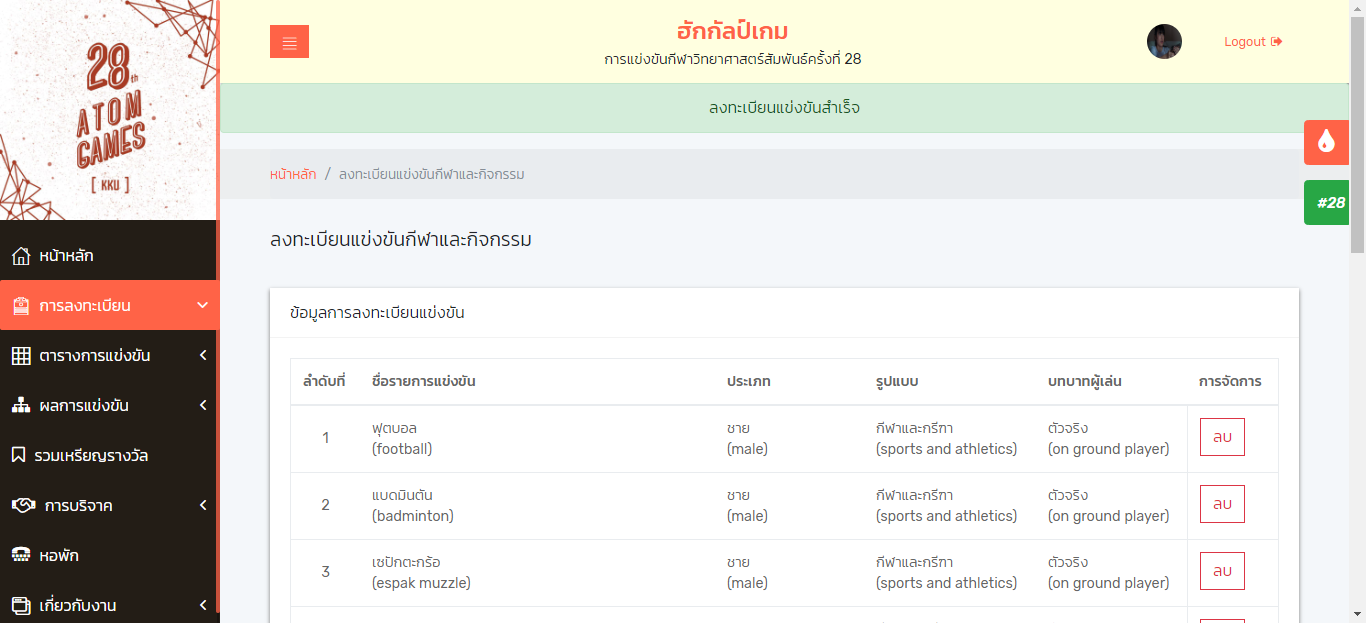 28th
ATOM
GAMES
[ KKU ]
หน้าหลัก
การลงทะเบียน
ตารางการแข่งขัน
ผลการแข่งขัน
รวมเหรียญรางวัล
การบริจาค
หอพัก
เกี่ยวกับงาน
ฮักกัลป์เกม
การแข่งขันกีฬาวิทยาศาสตร์สัมพันธ์ครั้งที่ 28
Logout
ลงทะเบียนแข่งขันสำเร็จ
#28
หน้าหลัก / ลงทะเบียนแข่งขันกีฬาและกิจกรรม
ลงทะเบียนแข่งขันกีฬาและกิจกรรม
ข้อมูลการลงทะเบียนแข่งขัน
ลำดับที่ ชื่อรายการแข่งขัน ประเภท รูปแบบ บทบาทผู้เล่น การจัดการ
1 ฟุตบอล ชาย กีฬาและกรีฑา ตัวจริง ลบ
(football) (male) (sports and athletics) (on ground player)
2 แบดมินตัน ชาย กีฬาและกรีฑา ตัวจริง ลบ
(badminton) (male) (sports and athletics) (on ground player)
3 เซปักตะกร้อ ชาย กีฬาและกรีฑา ตัวจริง ลบ
(espak muzzle) (male) (sports and athletics) (on ground player)